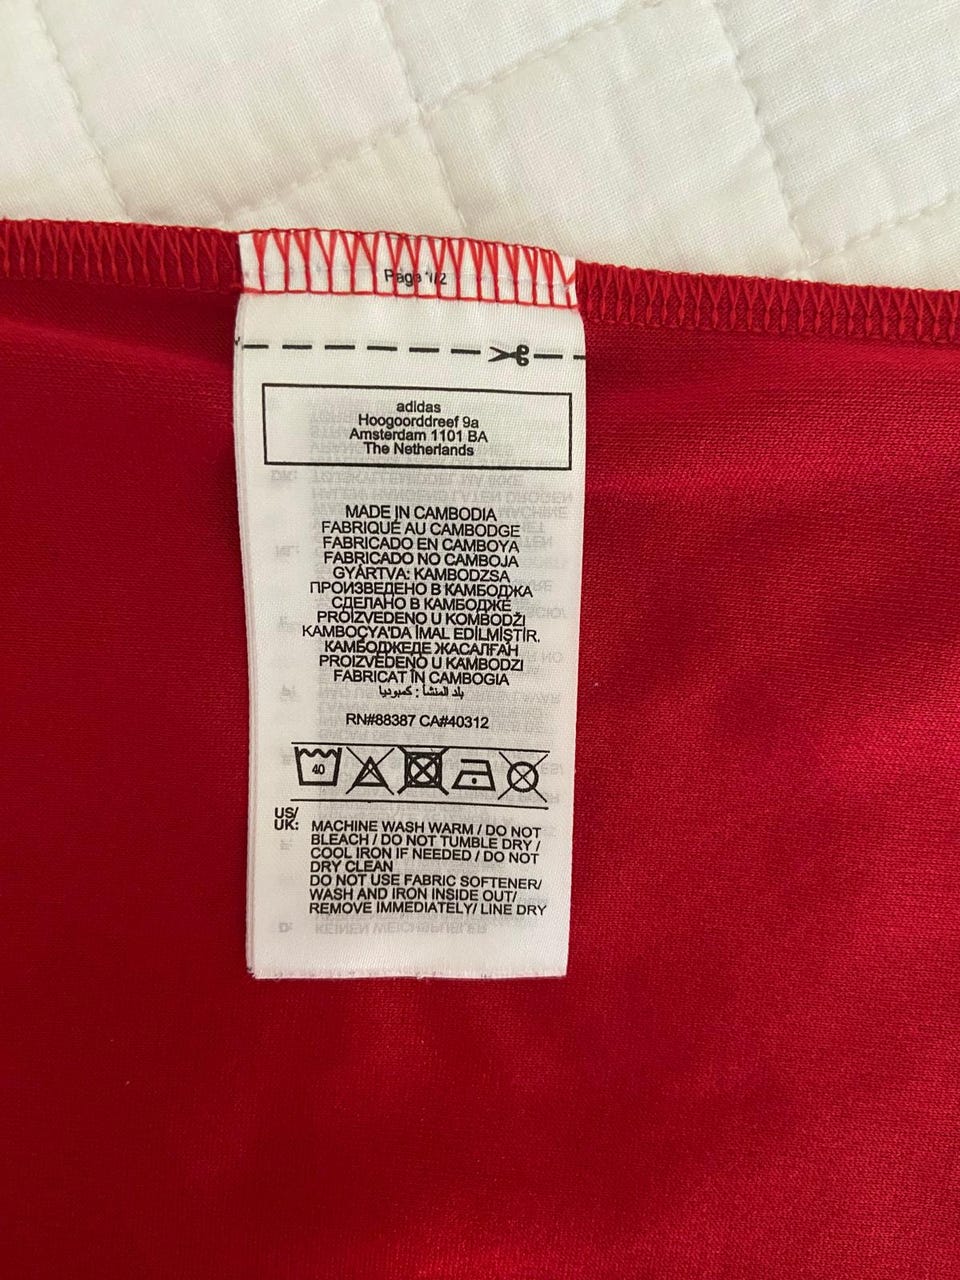 Page 1/2
adidas
Hoogoorddreef 9a
Amsterdam 1101 BA
The Netherlands
MADE IN CAMBODIA
FABRIQUÉ AU CAMBODGE
FABRICADO EN CAMBOYA
FABRICADO NO CAMBOJA
GYÁRTVA: KAMBODZSA
ПРОИЗВЕДЕНО В КАМБОДЖА
СДЕЛАНО В КАМБОДЖЕ
PROIZVEDENO U KOMBODŽI
KAMBOÇYA'DA İMAL EDİLMİŞTİR.
КАМБОДЖЕДЕ ЖАСАЛҒАН
PROIZVEDENO U KAMBODZI
FABRICAT ÎN CAMBOGIA
بلد المنشأ : كمبوديا
RN#88387 CA#40312
40
US/
UK:
MACHINE WASH WARM / DO NOT
BLEACH / DO NOT TUMBLE DRY /
COOL IRON IF NEEDED / DO NOT
DRY CLEAN
DO NOT USE FABRIC SOFTENER/
WASH AND IRON INSIDE OUT/
REMOVE IMMEDIATELY/ LINE DRY